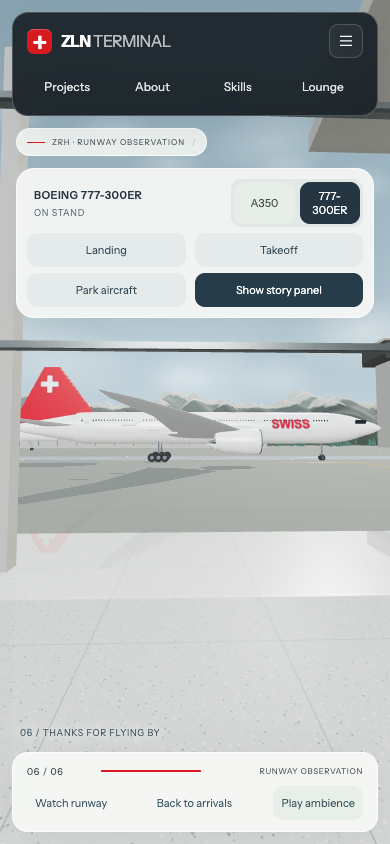 ZLN TERMINAL
Projects About Skills Lounge
ZRH · RUNWAY OBSERVATION /
BOEING 777-300ER
ON STAND
A350
777-
300ER
Landing Takeoff
Park aircraft Show story panel
SWISS
06 / THANKS FOR FLYING BY
06 / 06 RUNWAY OBSERVATION
Watch runway Back to arrivals Play ambience